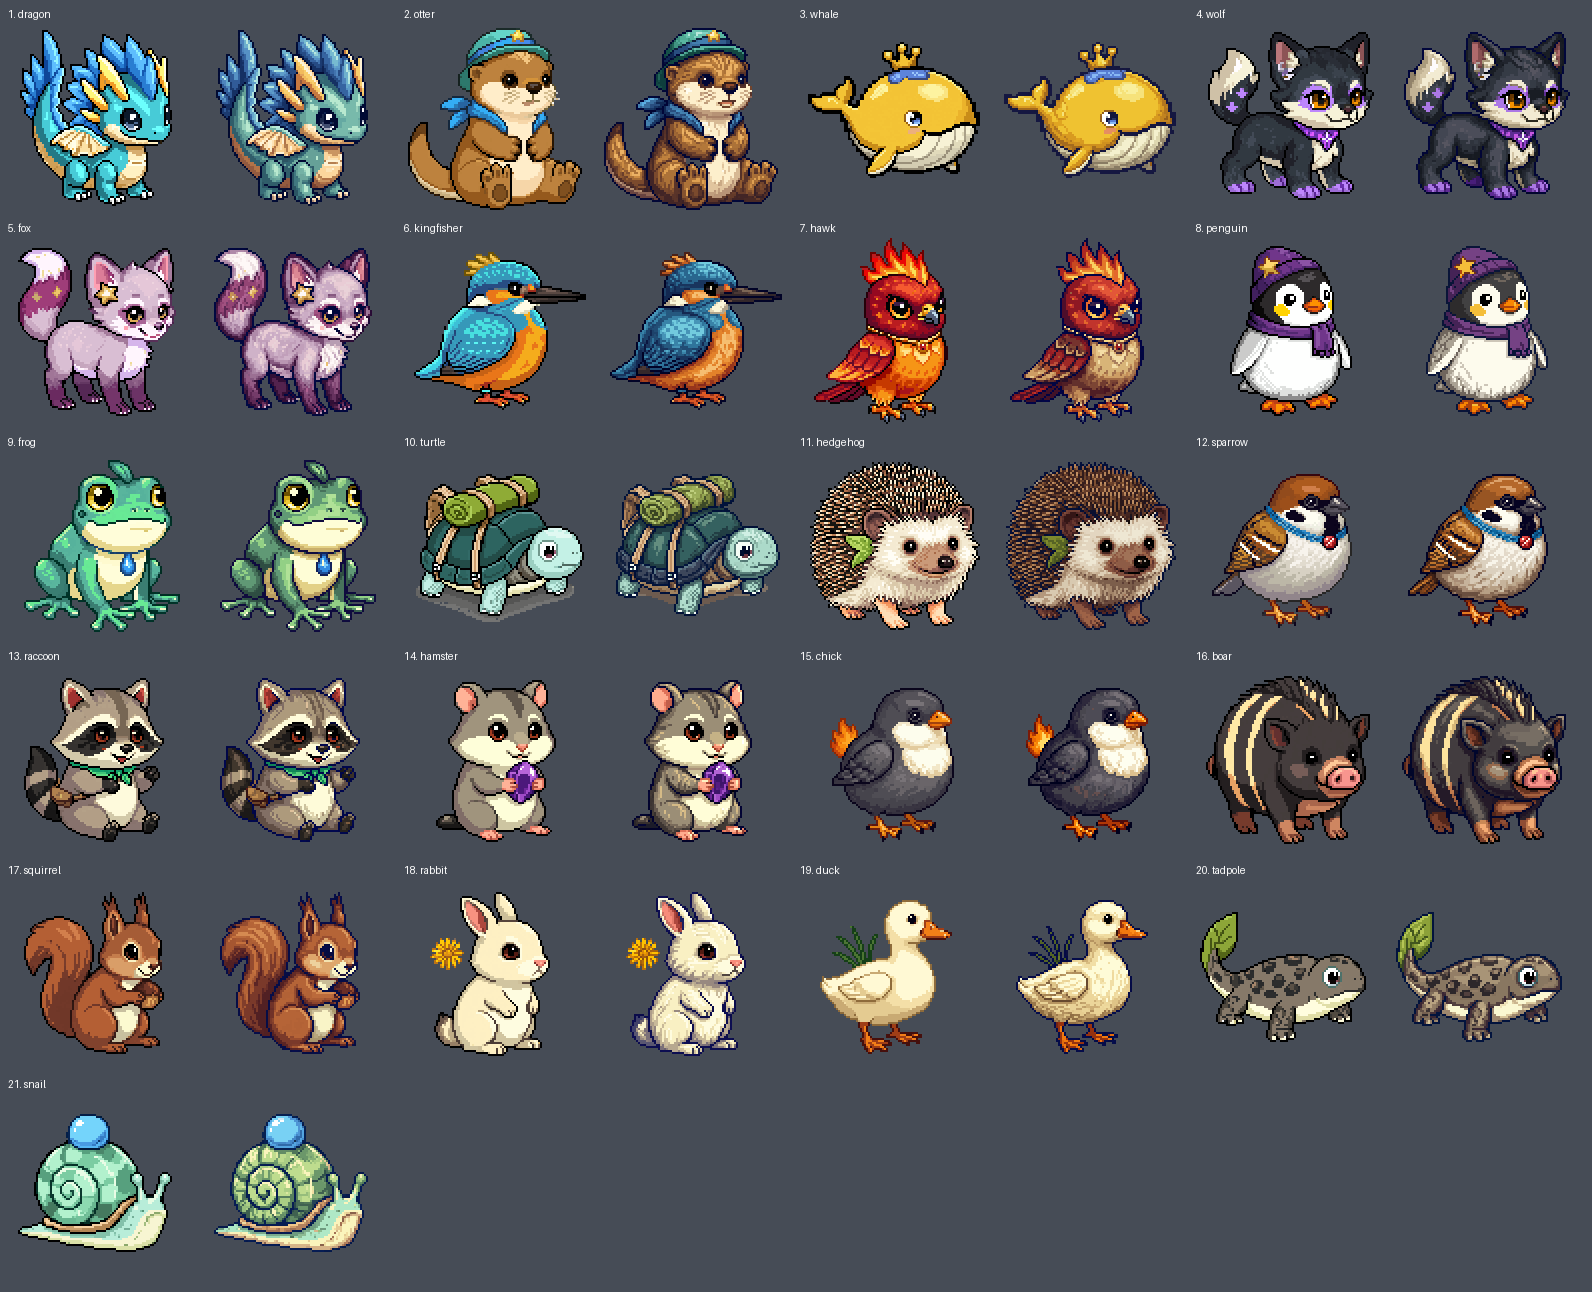 1. dragon
2. otter
3. whale
4. wolf
5. fox
6. kingfisher
7. hawk
8. penguin
9. frog
10. turtle
11. hedgehog
12. sparrow
13. raccoon
14. hamster
15. chick
16. boar
17. squirrel
18. rabbit
19. duck
20. tadpole
21. snail